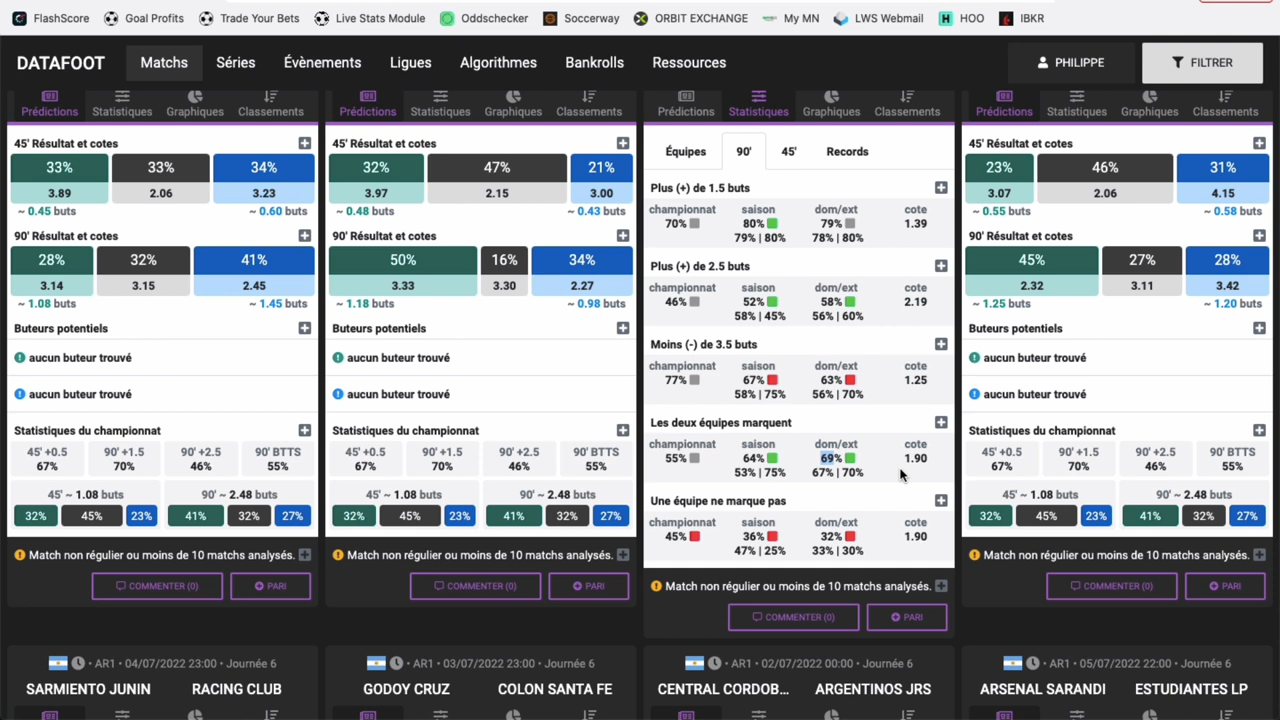 FlashScore Goal Profits Trade Your Bets Live Stats Module Oddschecker Soccerway ORBIT EXCHANGE My MN LWS Webmail HOO IBKR
DATAFOOT Matchs Séries Évènements Ligues Algorithmes Bankrolls Ressources PHILIPPE FILTRER
Prédictions Statistiques Graphiques Classements
45' Résultat et cotes
33% 33% 34%
3.89 2.06 3.23
~ 0.45 buts ~ 0.60 buts
90' Résultat et cotes
28% 32% 41%
3.14 3.15 2.45
~ 1.08 buts ~ 1.45 buts
Buteurs potentiels
aucun buteur trouvé
aucun buteur trouvé
Statistiques du championnat
45' +0.5 90' +1.5 90' +2.5 90' BTTS
67% 70% 46% 55%
45' ~ 1.08 buts 90' ~ 2.48 buts
32% 45% 23% 41% 32% 27%
Match non régulier ou moins de 10 matchs analysés.
COMMENTER (0) PARI
Prédictions Statistiques Graphiques Classements
45' Résultat et cotes
32% 47% 21%
3.97 2.15 3.00
~ 0.48 buts ~ 0.43 buts
90' Résultat et cotes
50% 16% 34%
3.33 3.30 2.27
~ 1.18 buts ~ 0.98 buts
Buteurs potentiels
aucun buteur trouvé
aucun buteur trouvé
Statistiques du championnat
45' +0.5 90' +1.5 90' +2.5 90' BTTS
67% 70% 46% 55%
45' ~ 1.08 buts 90' ~ 2.48 buts
32% 45% 23% 41% 32% 27%
Match non régulier ou moins de 10 matchs analysés.
COMMENTER (0) PARI
Prédictions Statistiques Graphiques Classements
Équipes 90' 45' Records
Plus (+) de 1.5 buts
championnat saison dom/ext cote
70% 80% 79% 1.39
79% | 80% 78% | 80%
Plus (+) de 2.5 buts
championnat saison dom/ext cote
46% 52% 58% 2.19
58% | 45% 56% | 60%
Moins (-) de 3.5 buts
championnat saison dom/ext cote
77% 67% 63% 1.25
58% | 75% 56% | 70%
Les deux équipes marquent
championnat saison dom/ext cote
55% 64% 69% 1.90
53% | 75% 67% | 70%
Une équipe ne marque pas
championnat saison dom/ext cote
45% 36% 32% 1.90
47% | 25% 33% | 30%
Match non régulier ou moins de 10 matchs analysés.
COMMENTER (0) PARI
Prédictions Statistiques Graphiques Classements
45' Résultat et cotes
23% 46% 31%
3.07 2.06 4.15
~ 0.55 buts ~ 0.58 buts
90' Résultat et cotes
45% 27% 28%
2.32 3.11 3.42
~ 1.25 buts ~ 1.20 buts
Buteurs potentiels
aucun buteur trouvé
aucun buteur trouvé
Statistiques du championnat
45' +0.5 90' +1.5 90' +2.5 90' BTTS
67% 70% 46% 55%
45' ~ 1.08 buts 90' ~ 2.48 buts
32% 45% 23% 41% 32% 27%
Match non régulier ou moins de 10 matchs analysés.
COMMENTER (0) PARI
• AR1 • 04/07/2022 23:00 • Journée 6
SARMIENTO JUNIN RACING CLUB
• AR1 • 03/07/2022 23:00 • Journée 6
GODOY CRUZ COLON SANTA FE
• AR1 • 02/07/2022 00:00 • Journée 6
CENTRAL CORDOB... ARGENTINOS JRS
• AR1 • 05/07/2022 22:00 • Journée 6
ARSENAL SARANDI ESTUDIANTES LP